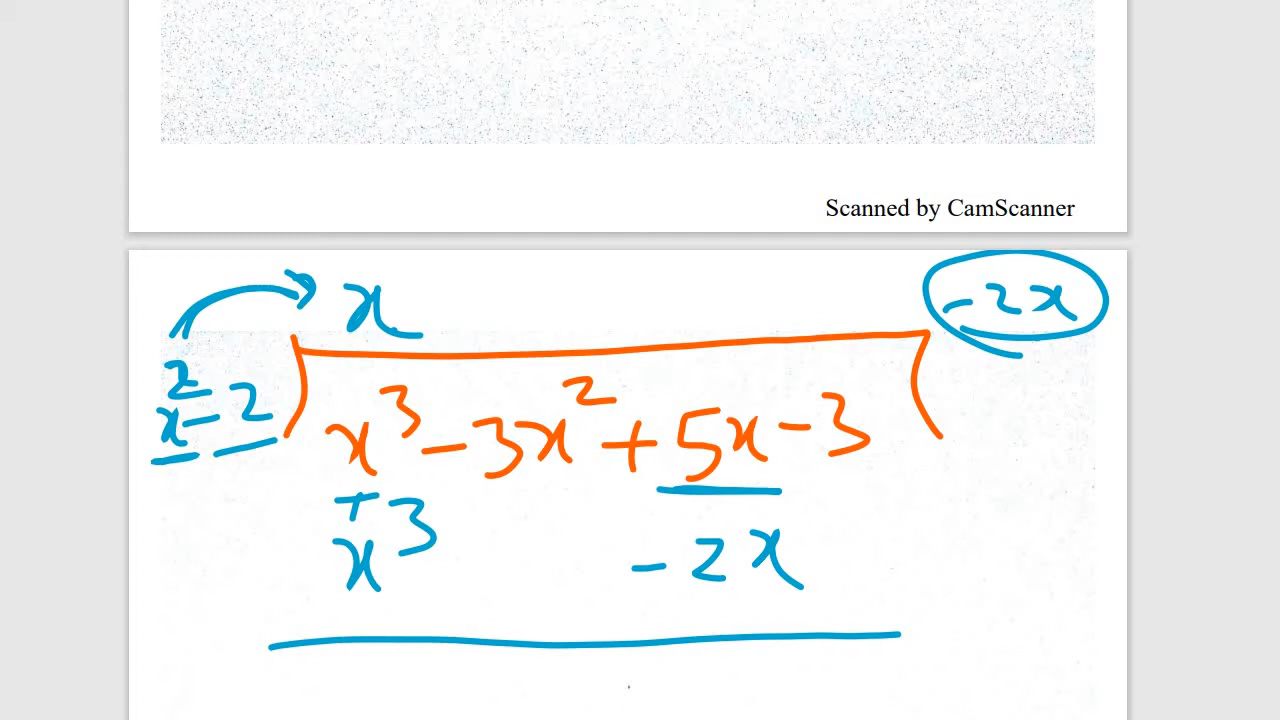 Scanned by CamScanner
x -2x
x² - 2 x³ - 3x² + 5x - 3
+
x³ - 2x